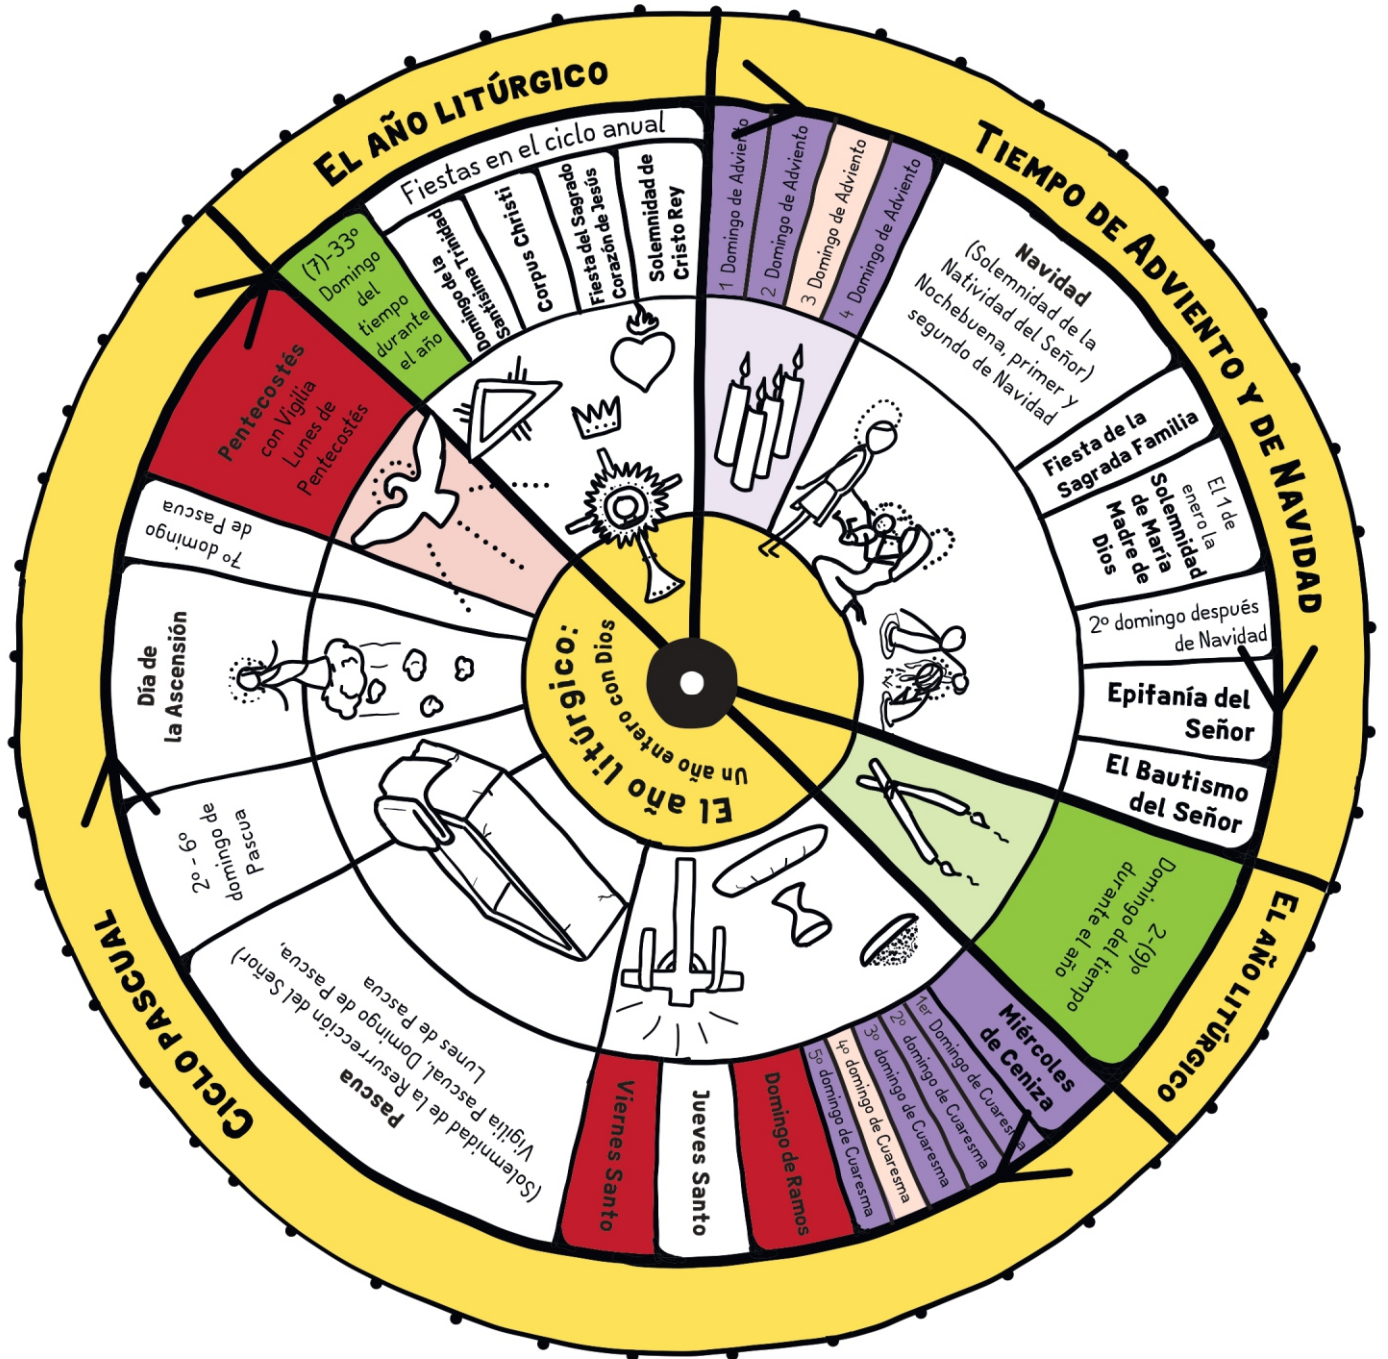 EL AÑO LITÚRGICO
TIEMPO DE ADVIENTO Y DE NAVIDAD
EL AÑO LITÚRGICO
CICLO PASCUAL
1 Domingo de Adviento
2 Domingo de Adviento
3 Domingo de Adviento
4 Domingo de Adviento
Navidad
(Solemnidad de la
Natividad del Señor)
Nochebuena, primer y
segundo de Navidad
Fiesta de la
Sagrada Familia
El 1 de
enero la
Solemnidad
de María
Madre de
Dios
2º domingo después
de Navidad
Epifanía del
Señor
El Bautismo
del Señor
2-(9)º
Domingo del tiempo
durante el año
Miércoles
de Ceniza
1er Domingo de Cuaresma
2º domingo de Cuaresma
3º domingo de Cuaresma
4º domingo de Cuaresma
5º domingo de Cuaresma
Domingo de Ramos
Jueves Santo
Viernes Santo
Pascua
(Solemnidad de la Resurrección del Señor)
Vigilia Pascual, Domingo de Pascua,
Lunes de Pascua
2º - 6º
domingo de
Pascua
Día de
la Ascensión
7º domingo
de Pascua
Pentecostés
con Vigilia
Lunes de
Pentecostés
(7)-33º
Domingo
del
tiempo
durante
el año
Fiestas en el ciclo anual
Domingo de la
Santísima Trinidad
Corpus Christi
Fiesta del Sagrado
Corazón de Jesús
Solemnidad de
Cristo Rey
El año litúrgico:
Un año entero con Dios